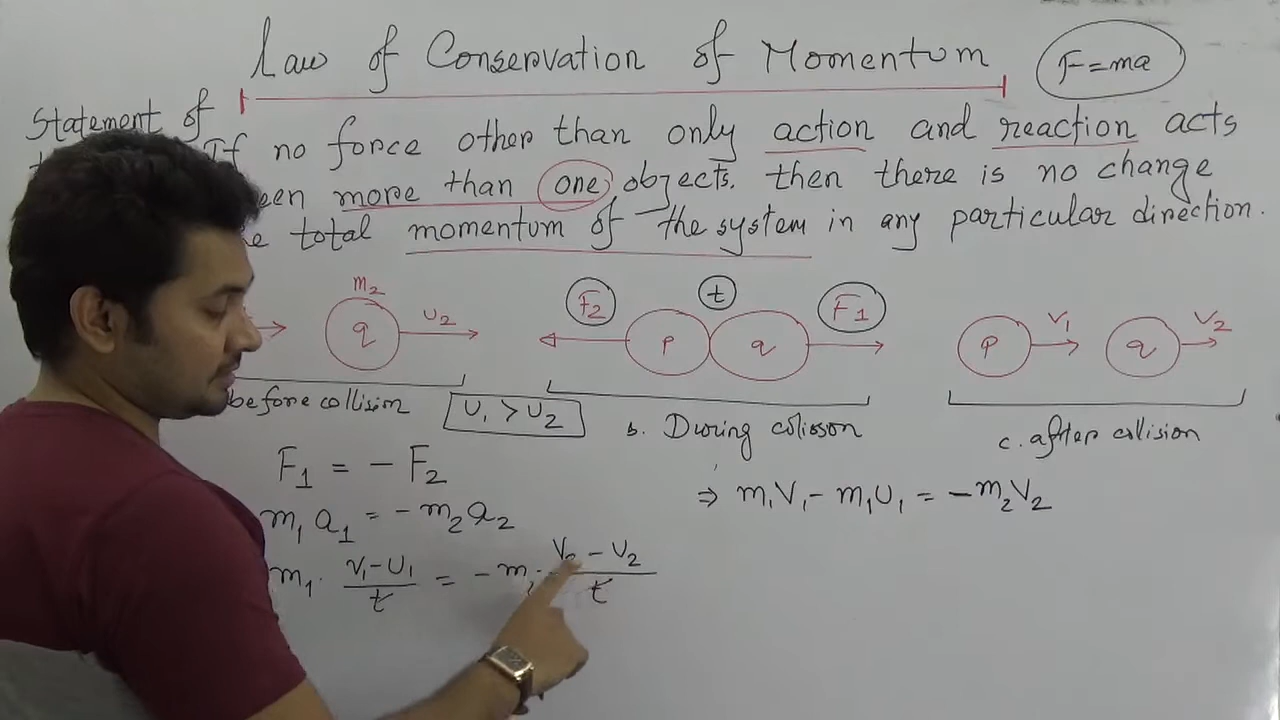 Law of Conservation of Momentum
F=ma
Statement of
If no force other than only action and reaction acts
more than one objects. then there is no change
total momentum of the system in any particular direction.
m₂
q
U₂
F₂
t
F₁
p
q
p
V₁
q
V₂
before collision
U₁ > U₂
b. During colisson
c. after collision
F₁ = - F₂
m₁ a₁ = - m₂ a₂
m₁ . V₁-U₁/t = - m₂ . V₂ - U₂/t
⇒ m₁V₁ - m₁U₁ = -m₂V₂